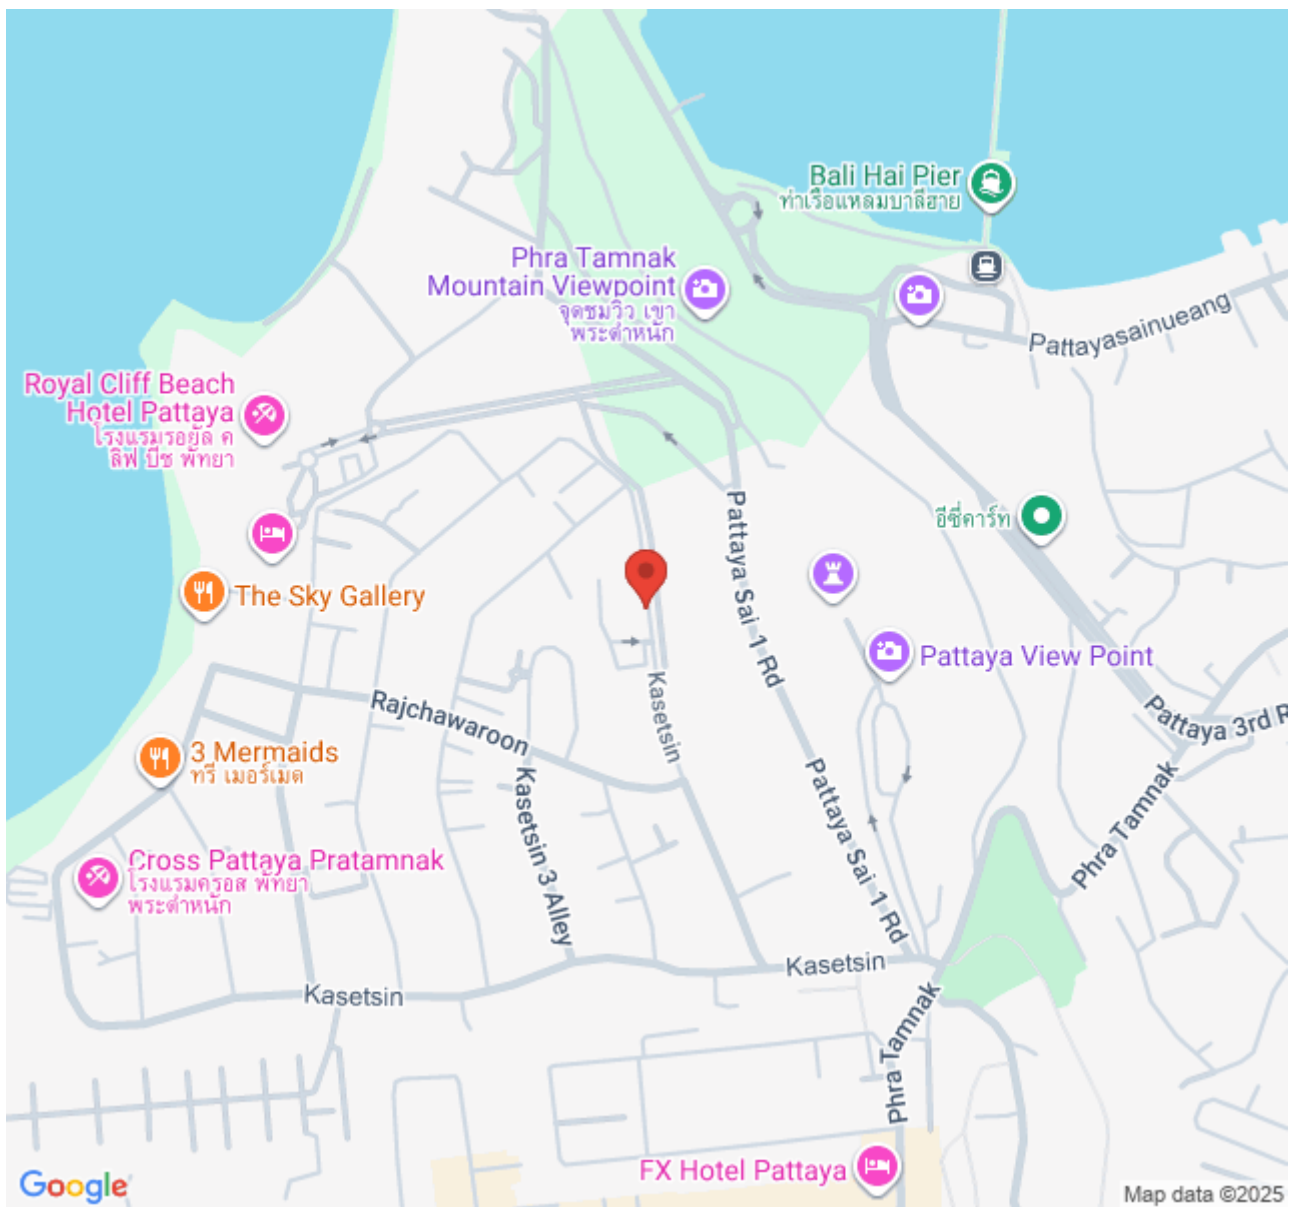 Bali Hai Pier
ท่าเรือแหลมบาลีฮาย
Phra Tamnak
Mountain Viewpoint
จุดชมวิว เขา
พระตำหนัก
Pattayasainueang
Royal Cliff Beach
Hotel Pattaya
โรงแรมรอยัล ค
ลิฟ บีช พัทยา
Pattaya Sai 1 Rd
อีซี่คาร์ท
The Sky Gallery
Pattaya View Point
Kasetsin
Rajchawaroon
Pattaya 3rd R
3 Mermaids
ทรี เมอร์เมด
Kasetsin 3 Alley
Pattaya Sai 1 Rd
Phra Tamnak
Cross Pattaya Pratamnak
โรงแรมครอส พัทยา
พระตำหนัก
Kasetsin
Kasetsin
Phra Tamnak
FX Hotel Pattaya
Google
Map data ©2025